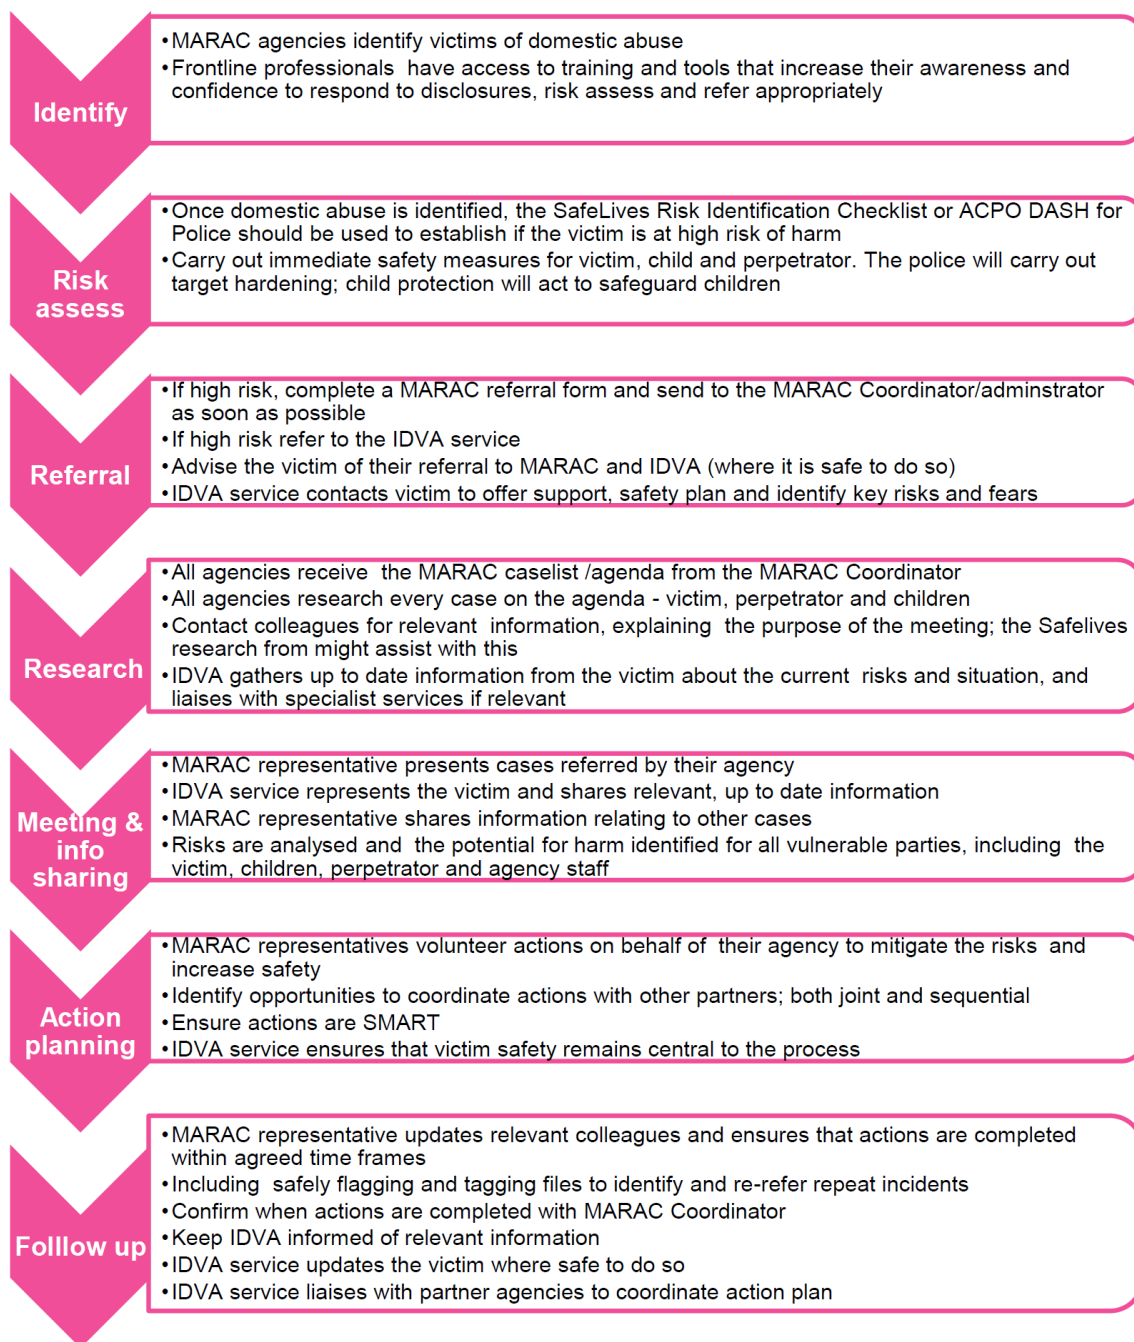 Identify
•MARAC agencies identify victims of domestic abuse
•Frontline professionals have access to training and tools that increase their awareness and
confidence to respond to disclosures, risk assess and refer appropriately
Risk
assess
•Once domestic abuse is identified, the SafeLives Risk Identification Checklist or ACPO DASH for
Police should be used to establish if the victim is at high risk of harm
•Carry out immediate safety measures for victim, child and perpetrator. The police will carry out
target hardening; child protection will act to safeguard children
Referral
•If high risk, complete a MARAC referral form and send to the MARAC Coordinator/adminstrator
as soon as possible
•If high risk refer to the IDVA service
•Advise the victim of their referral to MARAC and IDVA (where it is safe to do so)
•IDVA service contacts victim to offer support, safety plan and identify key risks and fears
Research
•All agencies receive the MARAC caselist /agenda from the MARAC Coordinator
•All agencies research every case on the agenda - victim, perpetrator and children
•Contact colleagues for relevant information, explaining the purpose of the meeting; the Safelives
research from might assist with this
•IDVA gathers up to date information from the victim about the current risks and situation, and
liaises with specialist services if relevant
Meeting &
info
sharing
•MARAC representative presents cases referred by their agency
•IDVA service represents the victim and shares relevant, up to date information
•MARAC representative shares information relating to other cases
•Risks are analysed and the potential for harm identified for all vulnerable parties, including the
victim, children, perpetrator and agency staff
Action
planning
•MARAC representatives volunteer actions on behalf of their agency to mitigate the risks and
increase safety
•Identify opportunities to coordinate actions with other partners; both joint and sequential
•Ensure actions are SMART
•IDVA service ensures that victim safety remains central to the process
Folllow up
•MARAC representative updates relevant colleagues and ensures that actions are completed
within agreed time frames
•Including safely flagging and tagging files to identify and re-refer repeat incidents
•Confirm when actions are completed with MARAC Coordinator
•Keep IDVA informed of relevant information
•IDVA service updates the victim where safe to do so
•IDVA service liaises with partner agencies to coordinate action plan